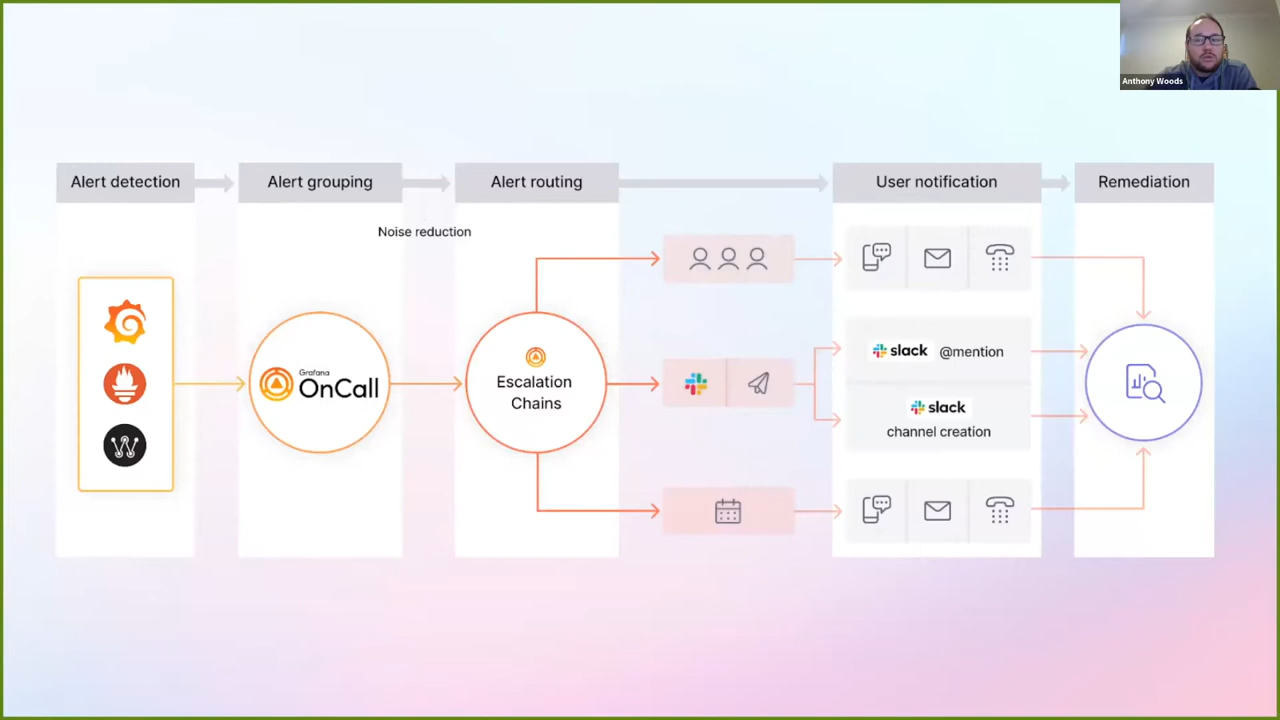 Anthony Woods
Alert detection
Alert grouping
Alert routing
User notification
Remediation
Noise reduction
Grafana
OnCall
Escalation
Chains
slack @mention
slack
channel creation